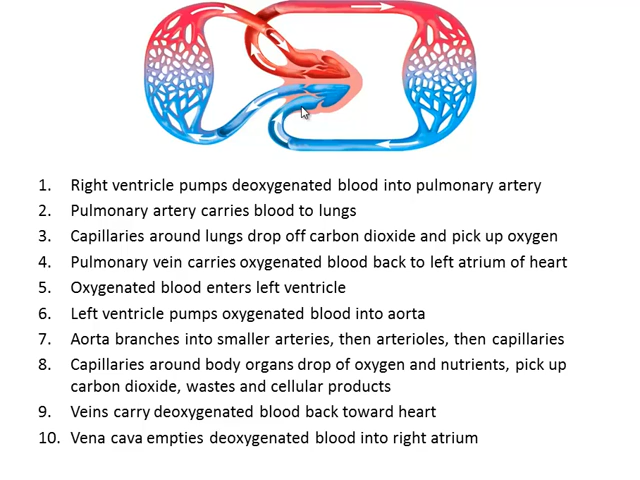 1. Right ventricle pumps deoxygenated blood into pulmonary artery
2. Pulmonary artery carries blood to lungs
3. Capillaries around lungs drop off carbon dioxide and pick up oxygen
4. Pulmonary vein carries oxygenated blood back to left atrium of heart
5. Oxygenated blood enters left ventricle
6. Left ventricle pumps oxygenated blood into aorta
7. Aorta branches into smaller arteries, then arterioles, then capillaries
8. Capillaries around body organs drop of oxygen and nutrients, pick up
carbon dioxide, wastes and cellular products
9. Veins carry deoxygenated blood back toward heart
10. Vena cava empties deoxygenated blood into right atrium